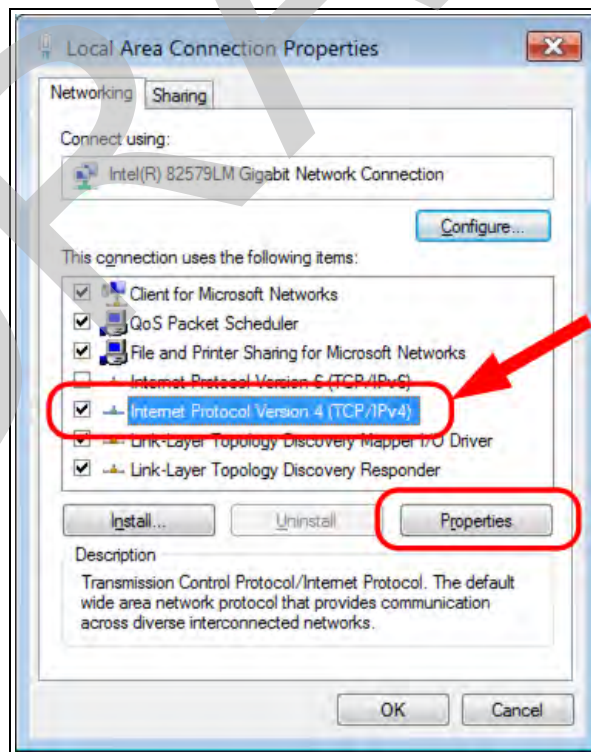 Local Area Connection Properties
Networking
Sharing
Connect using:
Intel(R) 82579LM Gigabit Network Connection
Configure...
This connection uses the following items:
Client for Microsoft Networks
QoS Packet Scheduler
File and Printer Sharing for Microsoft Networks
Internet Protocol Version 6 (TCP/IPv6)
Internet Protocol Version 4 (TCP/IPv4)
Link-Layer Topology Discovery Mapper I/O Driver
Link-Layer Topology Discovery Responder
Install...
Uninstall
Properties
Description
Transmission Control Protocol/Internet Protocol. The default
wide area network protocol that provides communication
across diverse interconnected networks.
OK
Cancel